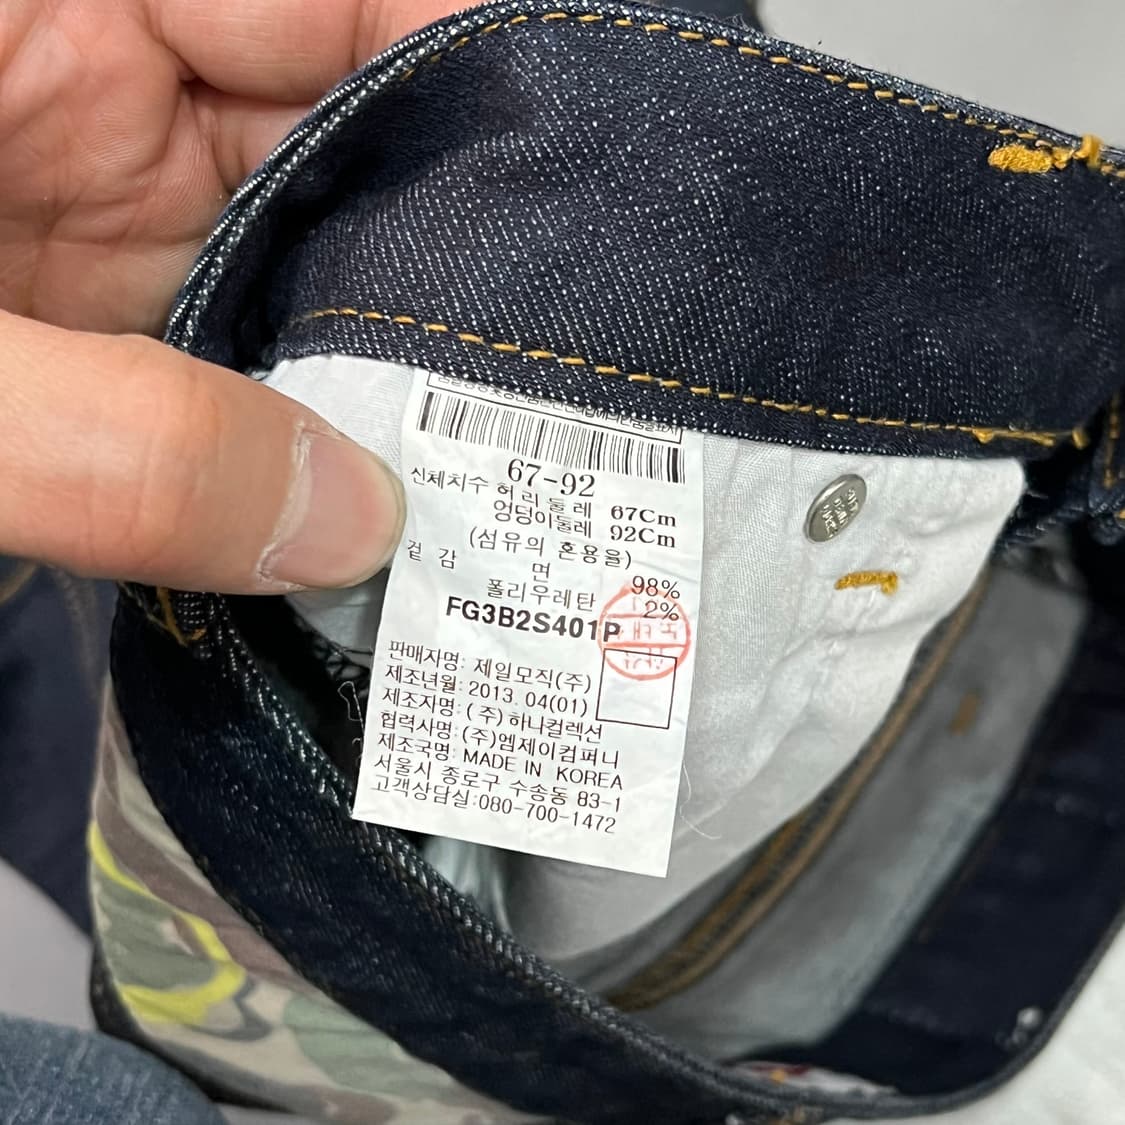 67-92
신체치수 허리둘레 67Cm
엉덩이둘레 92Cm
(섬유의 혼용율)
겉감 면 98%
폴리우레탄 2%
FG3B2S401P
판매자명: 제일모직(주)
제조년월: 2013. 04(01)
제조자명: (주)하나컬렉션
협력사명: (주)엠제이컴퍼니
제조국명: MADE IN KOREA
서울시 종로구 수송동 83-1
고객상담실:080-700-1472